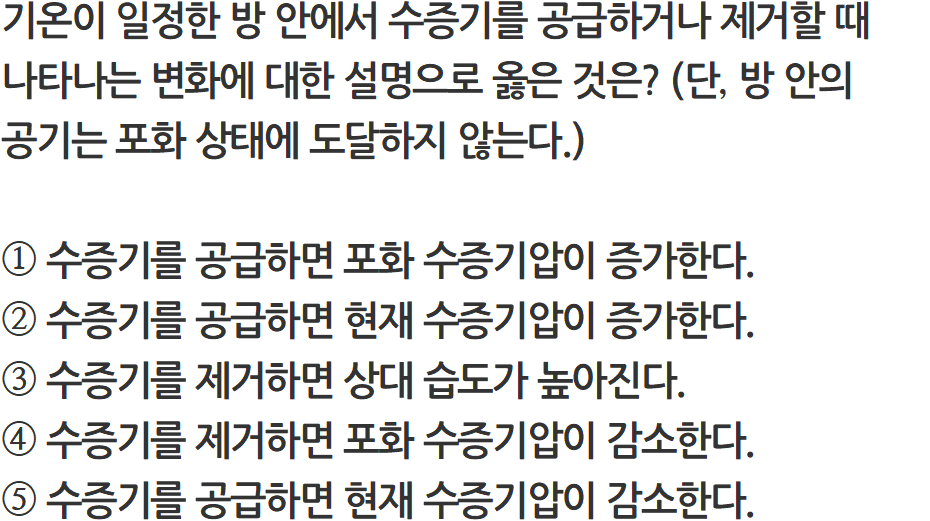 기온이 일정한 방 안에서 수증기를 공급하거나 제거할 때
나타나는 변화에 대한 설명으로 옳은 것은? (단, 방 안의
공기는 포화 상태에 도달하지 않는다.)
① 수증기를 공급하면 포화 수증기압이 증가한다.
② 수증기를 공급하면 현재 수증기압이 증가한다.
③ 수증기를 제거하면 상대 습도가 높아진다.
④ 수증기를 제거하면 포화 수증기압이 감소한다.
⑤ 수증기를 공급하면 현재 수증기압이 감소한다.